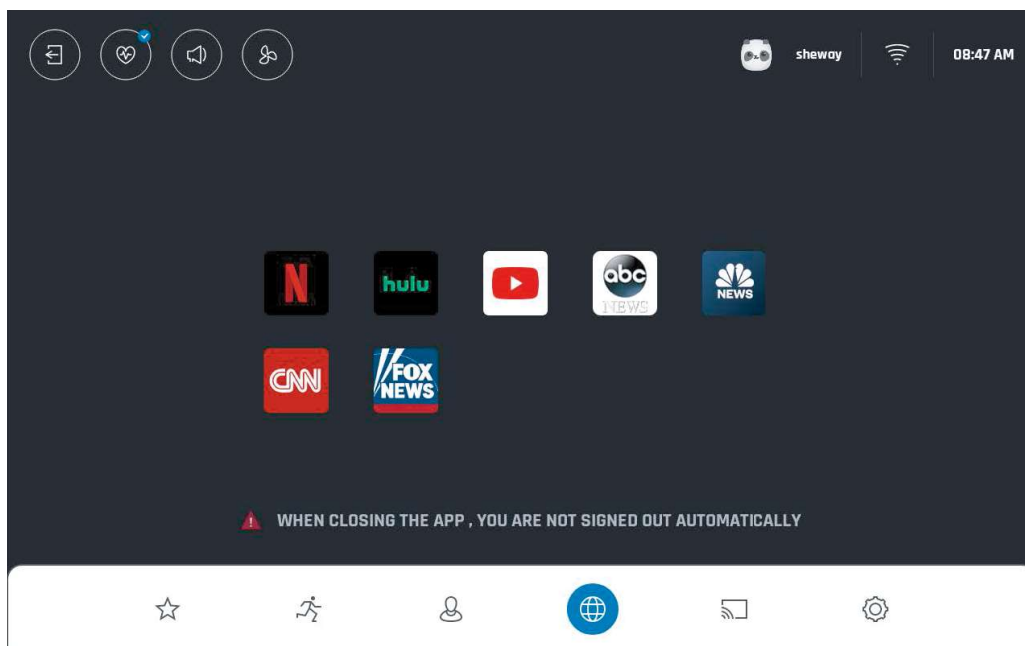 sheway
08:47 AM
N
hulu
abc
NEWS
NEWS
CNN
FOX
NEWS
WHEN CLOSING THE APP , YOU ARE NOT SIGNED OUT AUTOMATICALLY